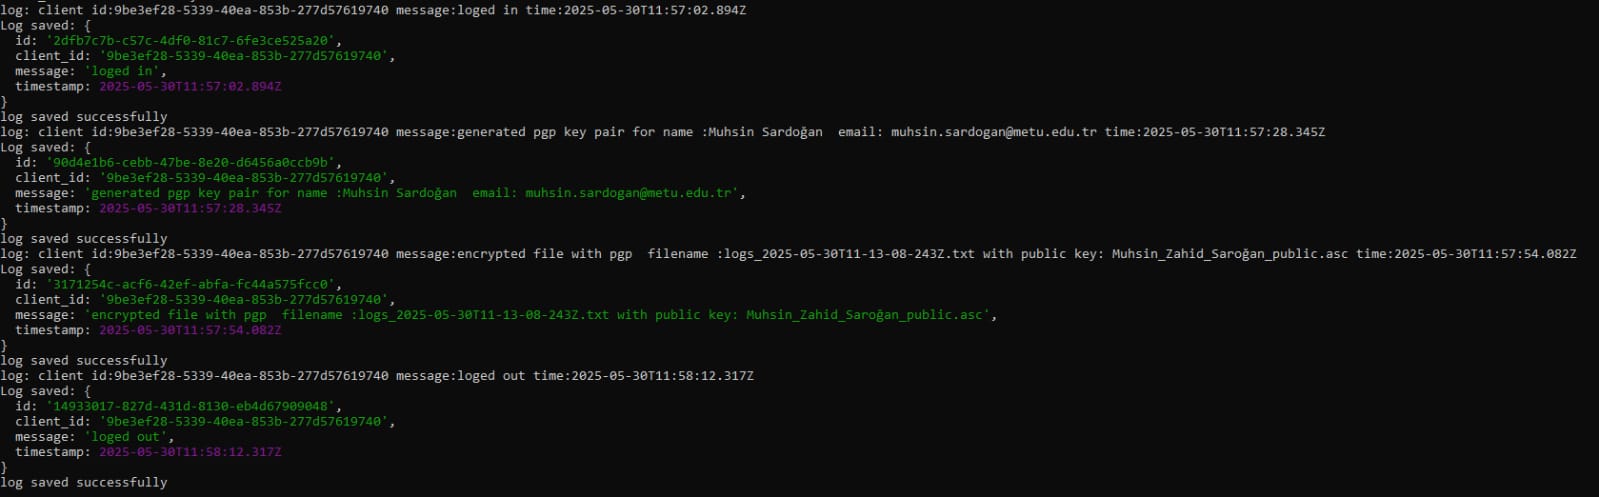 log: client id:9be3ef28-5339-40ea-853b-277d57619740 message:loged in time:2025-05-30T11:57:02.894Z
Log saved: {
  id: '2dfb7c7b-c57c-4df0-81c7-6fe3ce525a20',
  client_id: '9be3ef28-5339-40ea-853b-277d57619740',
  message: 'loged in',
  timestamp: 2025-05-30T11:57:02.894Z
}
log saved successfully
log: client id:9be3ef28-5339-40ea-853b-277d57619740 message:generated pgp key pair for name :Muhsin Sardoğan  email: muhsin.sardogan@metu.edu.tr time:2025-05-30T11:57:28.345Z
Log saved: {
  id: '90d4e1b6-cebb-47be-8e20-d6456a0ccb9b',
  client_id: '9be3ef28-5339-40ea-853b-277d57619740',
  message: 'generated pgp key pair for name :Muhsin Sardoğan  email: muhsin.sardogan@metu.edu.tr',
  timestamp: 2025-05-30T11:57:28.345Z
}
log saved successfully
log: client id:9be3ef28-5339-40ea-853b-277d57619740 message:encrypted file with pgp  filename :logs_2025-05-30T11-13-08-243Z.txt with public key: Muhsin_Zahid_Saroğan_public.asc time:2025-05-30T11:57:54.082Z
Log saved: {
  id: '3171254c-acf6-42ef-abfa-fc44a575fcc0',
  client_id: '9be3ef28-5339-40ea-853b-277d57619740',
  message: 'encrypted file with pgp  filename :logs_2025-05-30T11-13-08-243Z.txt with public key: Muhsin_Zahid_Saroğan_public.asc',
  timestamp: 2025-05-30T11:57:54.082Z
}
log saved successfully
log: client id:9be3ef28-5339-40ea-853b-277d57619740 message:loged out time:2025-05-30T11:58:12.317Z
Log saved: {
  id: '14933017-827d-431d-8130-eb4d67909048',
  client_id: '9be3ef28-5339-40ea-853b-277d57619740',
  message: 'loged out',
  timestamp: 2025-05-30T11:58:12.317Z
}
log saved successfully